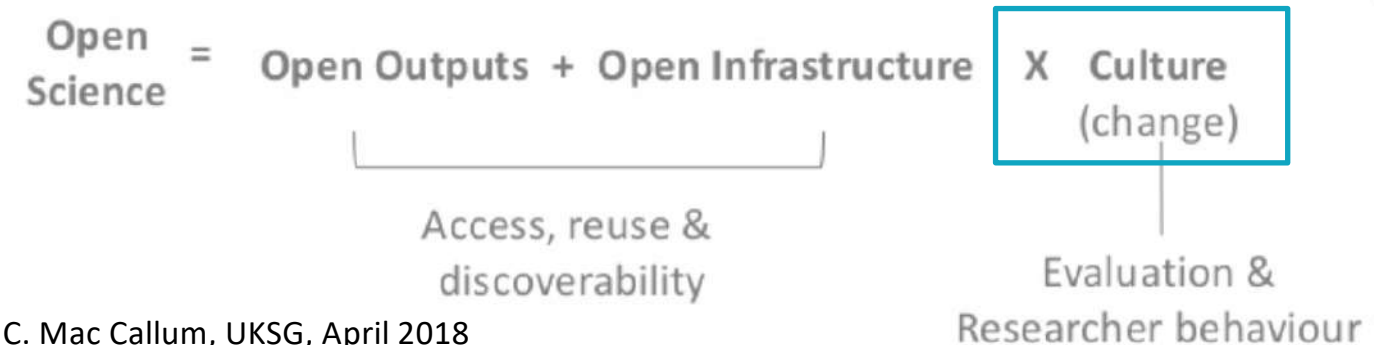 Open Science = Open Outputs + Open Infrastructure X Culture
(change)
Access, reuse &
discoverability
Evaluation &
Researcher behaviour
C. Mac Callum, UKSG, April 2018